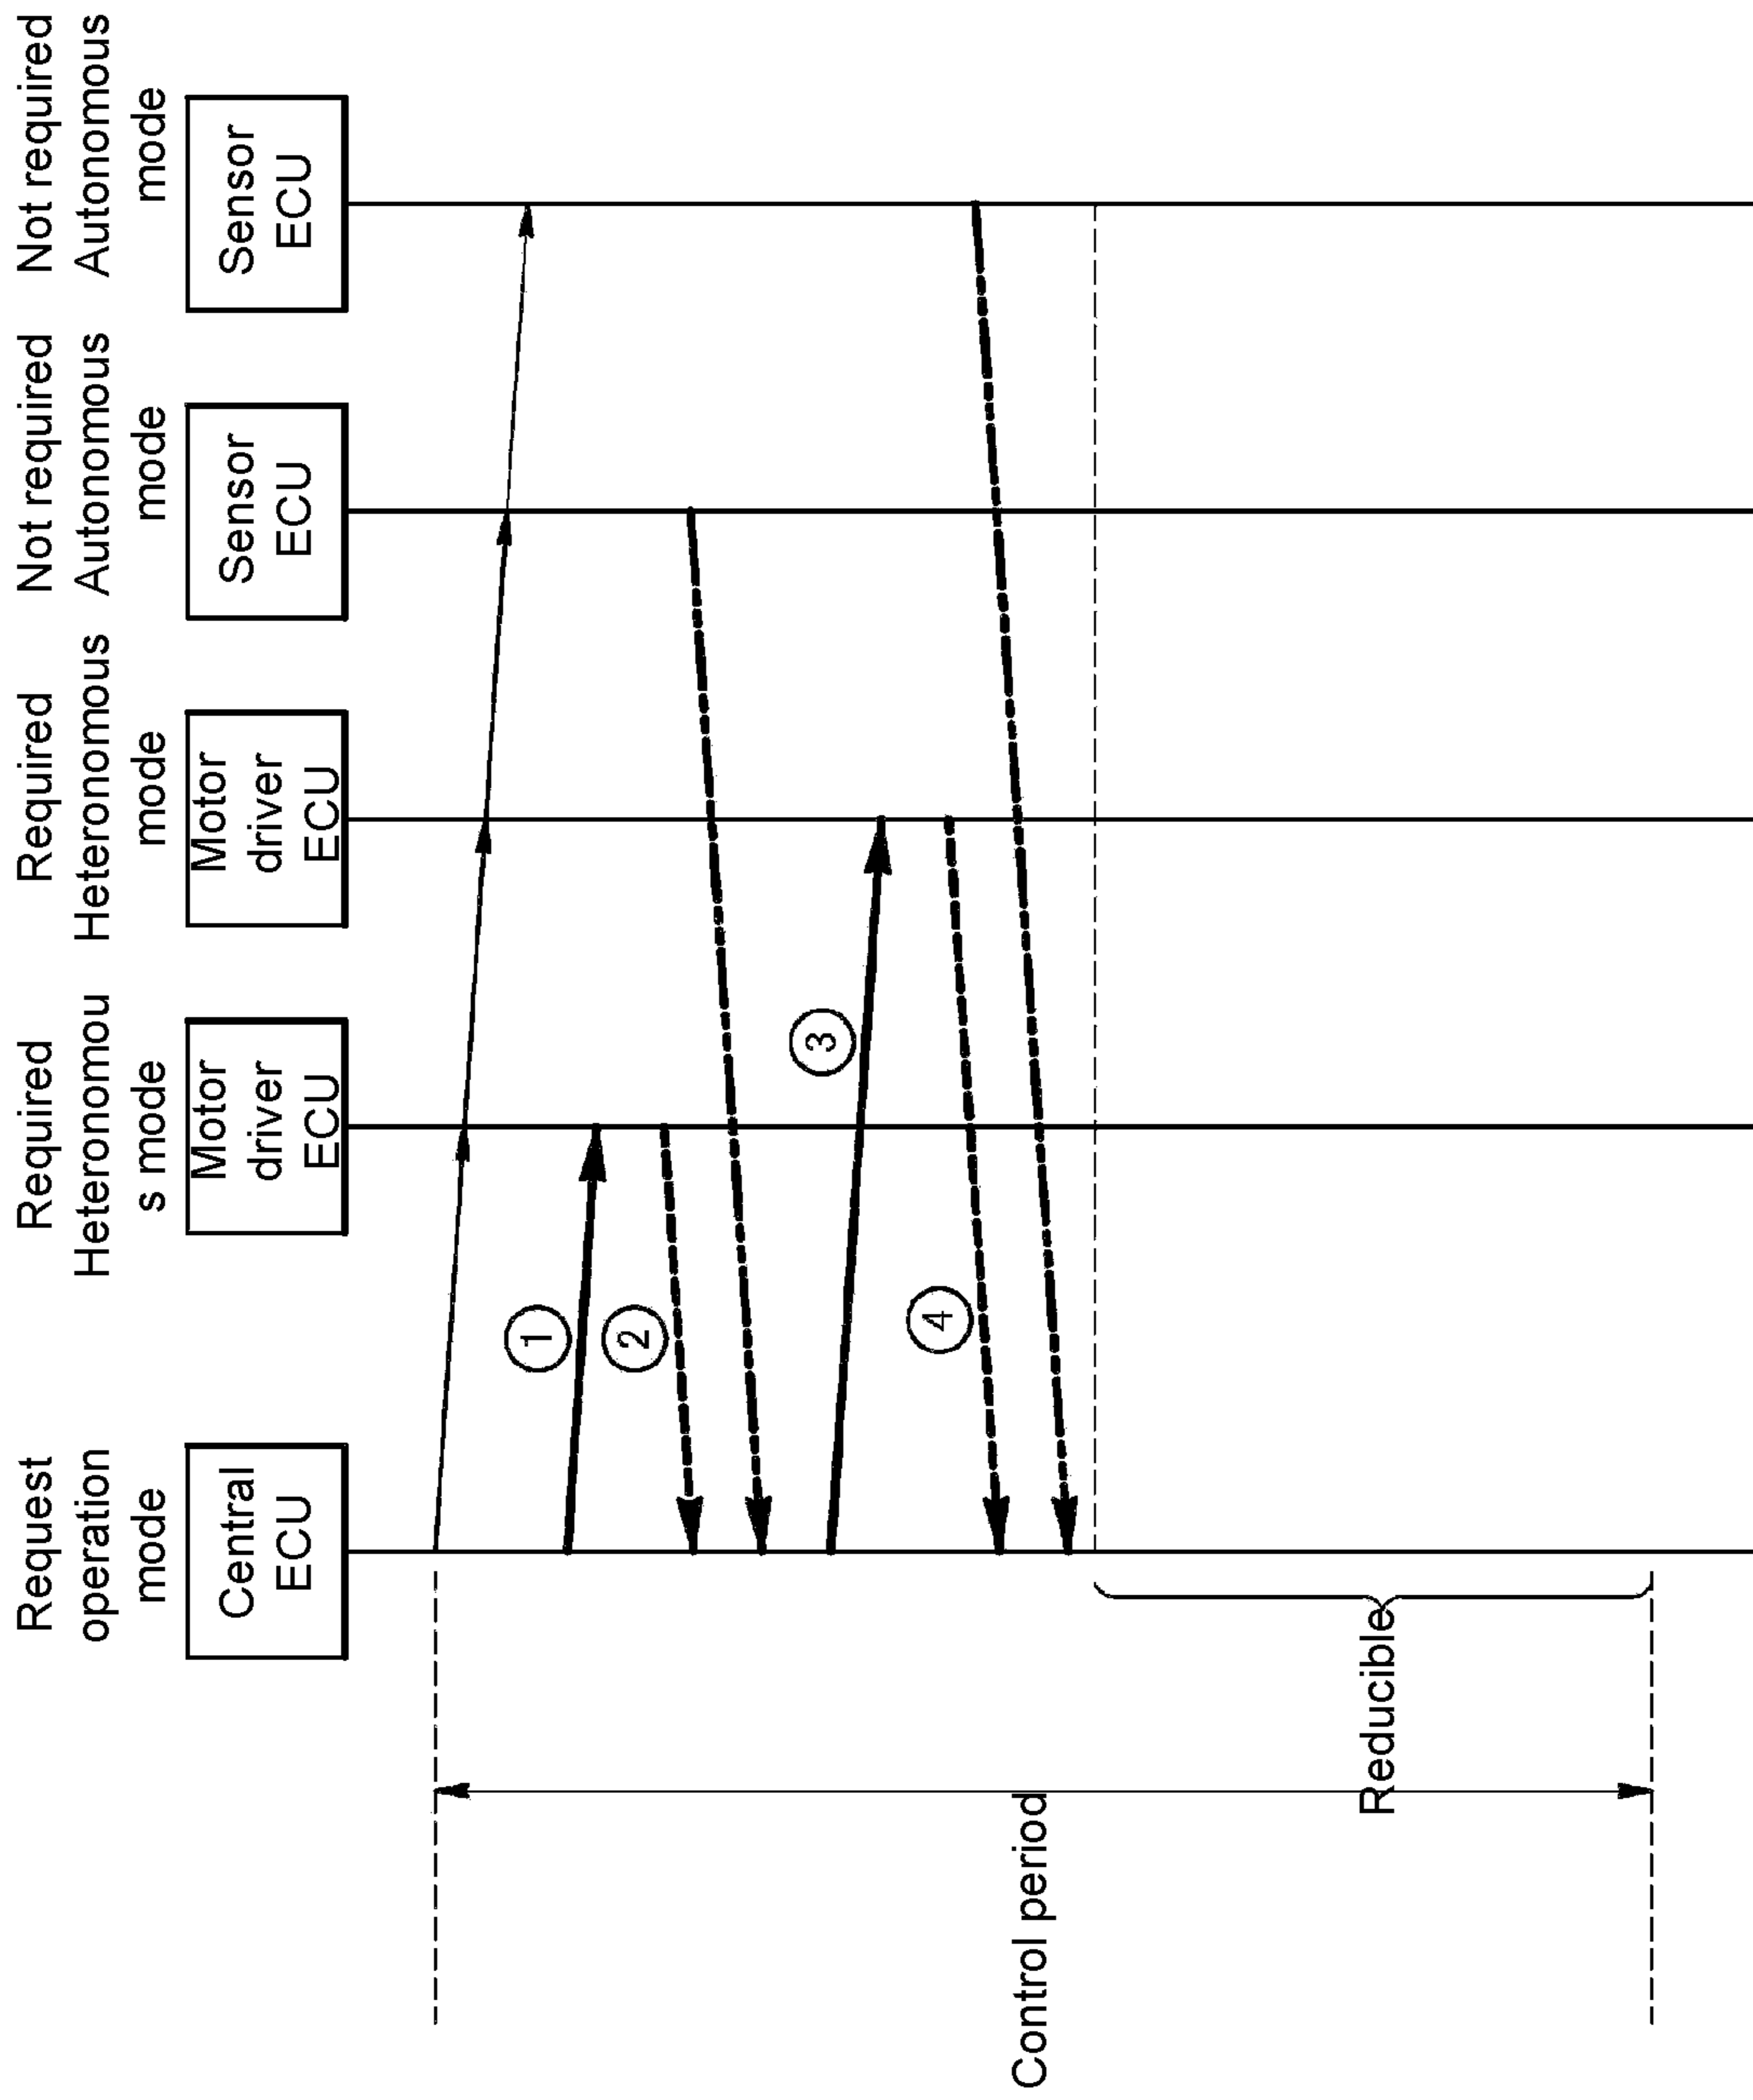 Request
operation
mode
Central
ECU
Required
Heteronomou
s mode
Motor
driver
ECU
Required
Heteronomous
mode
Motor
driver
ECU
Not required
Autonomous
mode
Sensor
ECU
Not required
Autonomous
mode
Sensor
ECU
1
2
3
4
Control period
Reducible